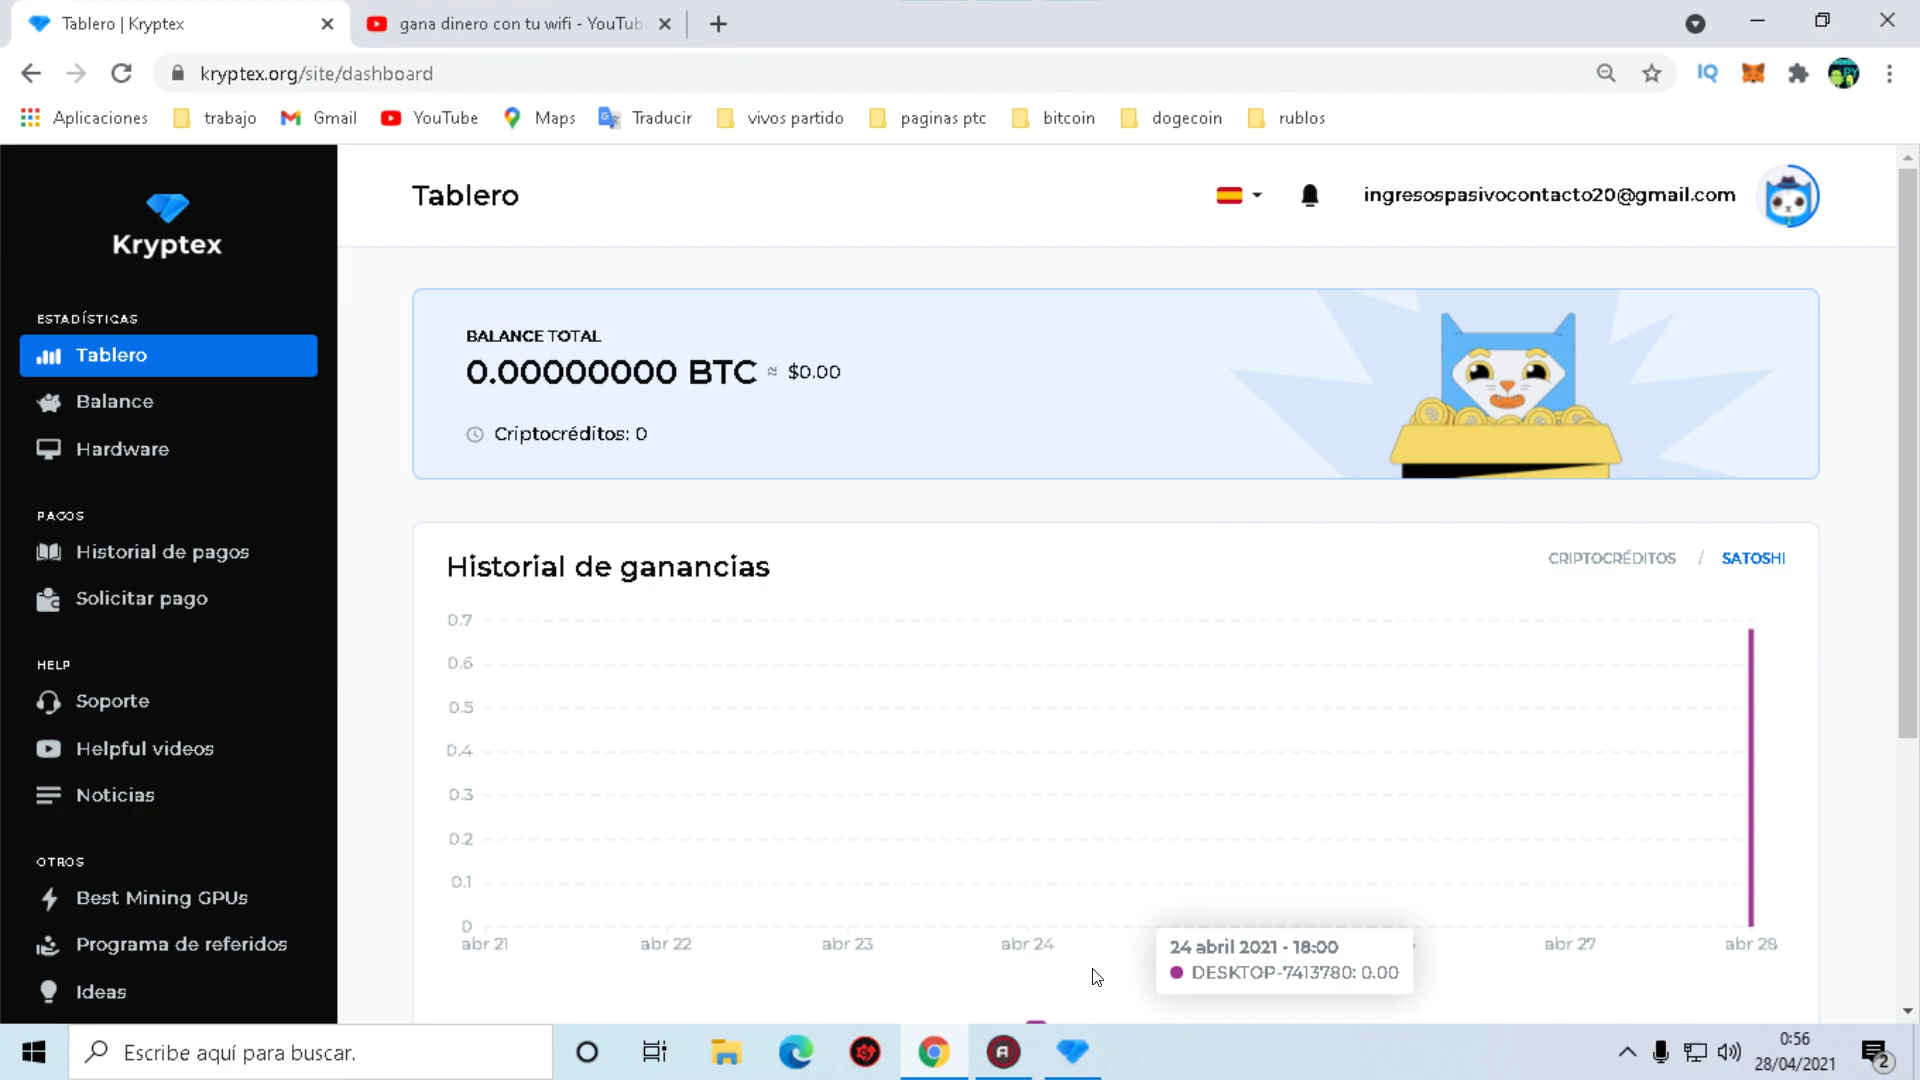 Tablero | Kryptex
gana dinero con tu wifi - YouTub
kryptex.org/site/dashboard
IQ
Aplicaciones
trabajo
Gmail
YouTube
Maps
Traducir
vivos partido
paginas ptc
bitcoin
dogecoin
rublos
Kryptex
Tablero
ingresospasivocontacto20@gmail.com
ESTADÍSTICAS
Tablero
Balance
Hardware
PAGOS
Historial de pagos
Solicitar pago
HELP
Soporte
Helpful videos
Noticias
OTROS
Best Mining GPUs
Programa de referidos
Ideas
BALANCE TOTAL
0.00000000 BTC ≈ $0.00
Criptocréditos: 0
Historial de ganancias
CRIPTOCRÉDITOS / SATOSHI
0.7
0.6
0.5
0.4
0.3
0.2
0.1
0
abr 21
abr 22
abr 23
abr 24
abr 27
abr 28
24 abril 2021 - 18:00
DESKTOP-7413780: 0.00
Escribe aquí para buscar.
0:56
28/04/2021
2